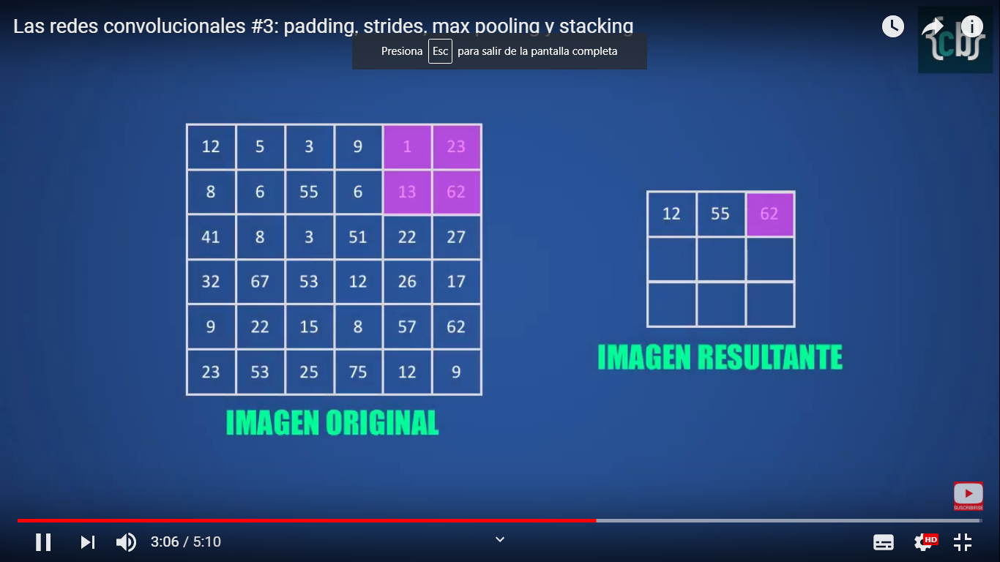 Las redes convolucionales #3: padding, strides, max pooling y stacking
Presiona Esc para salir de la pantalla completa
{cb}
12 5 3 9 1 23
8 6 55 6 13 62
41 8 3 51 22 27
32 67 53 12 26 17
9 22 15 8 57 62
23 53 25 75 12 9
IMAGEN ORIGINAL
12 55 62
IMAGEN RESULTANTE
SUSCRIBIRSE
3:06 / 5:10
HD